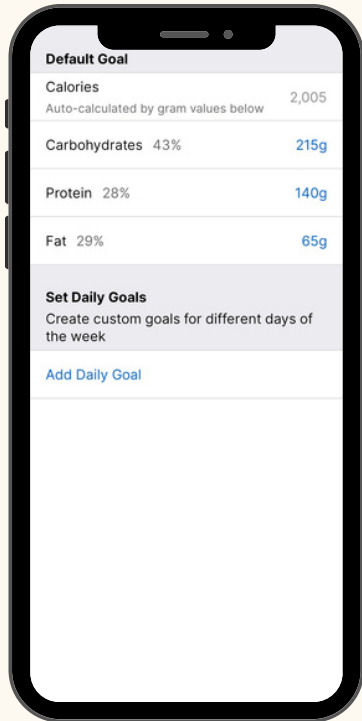 Default Goal
Calories
2,005
Auto-calculated by gram values below
Carbohydrates 43% 215g
Protein 28% 140g
Fat 29% 65g
Set Daily Goals
Create custom goals for different days of
the week
Add Daily Goal